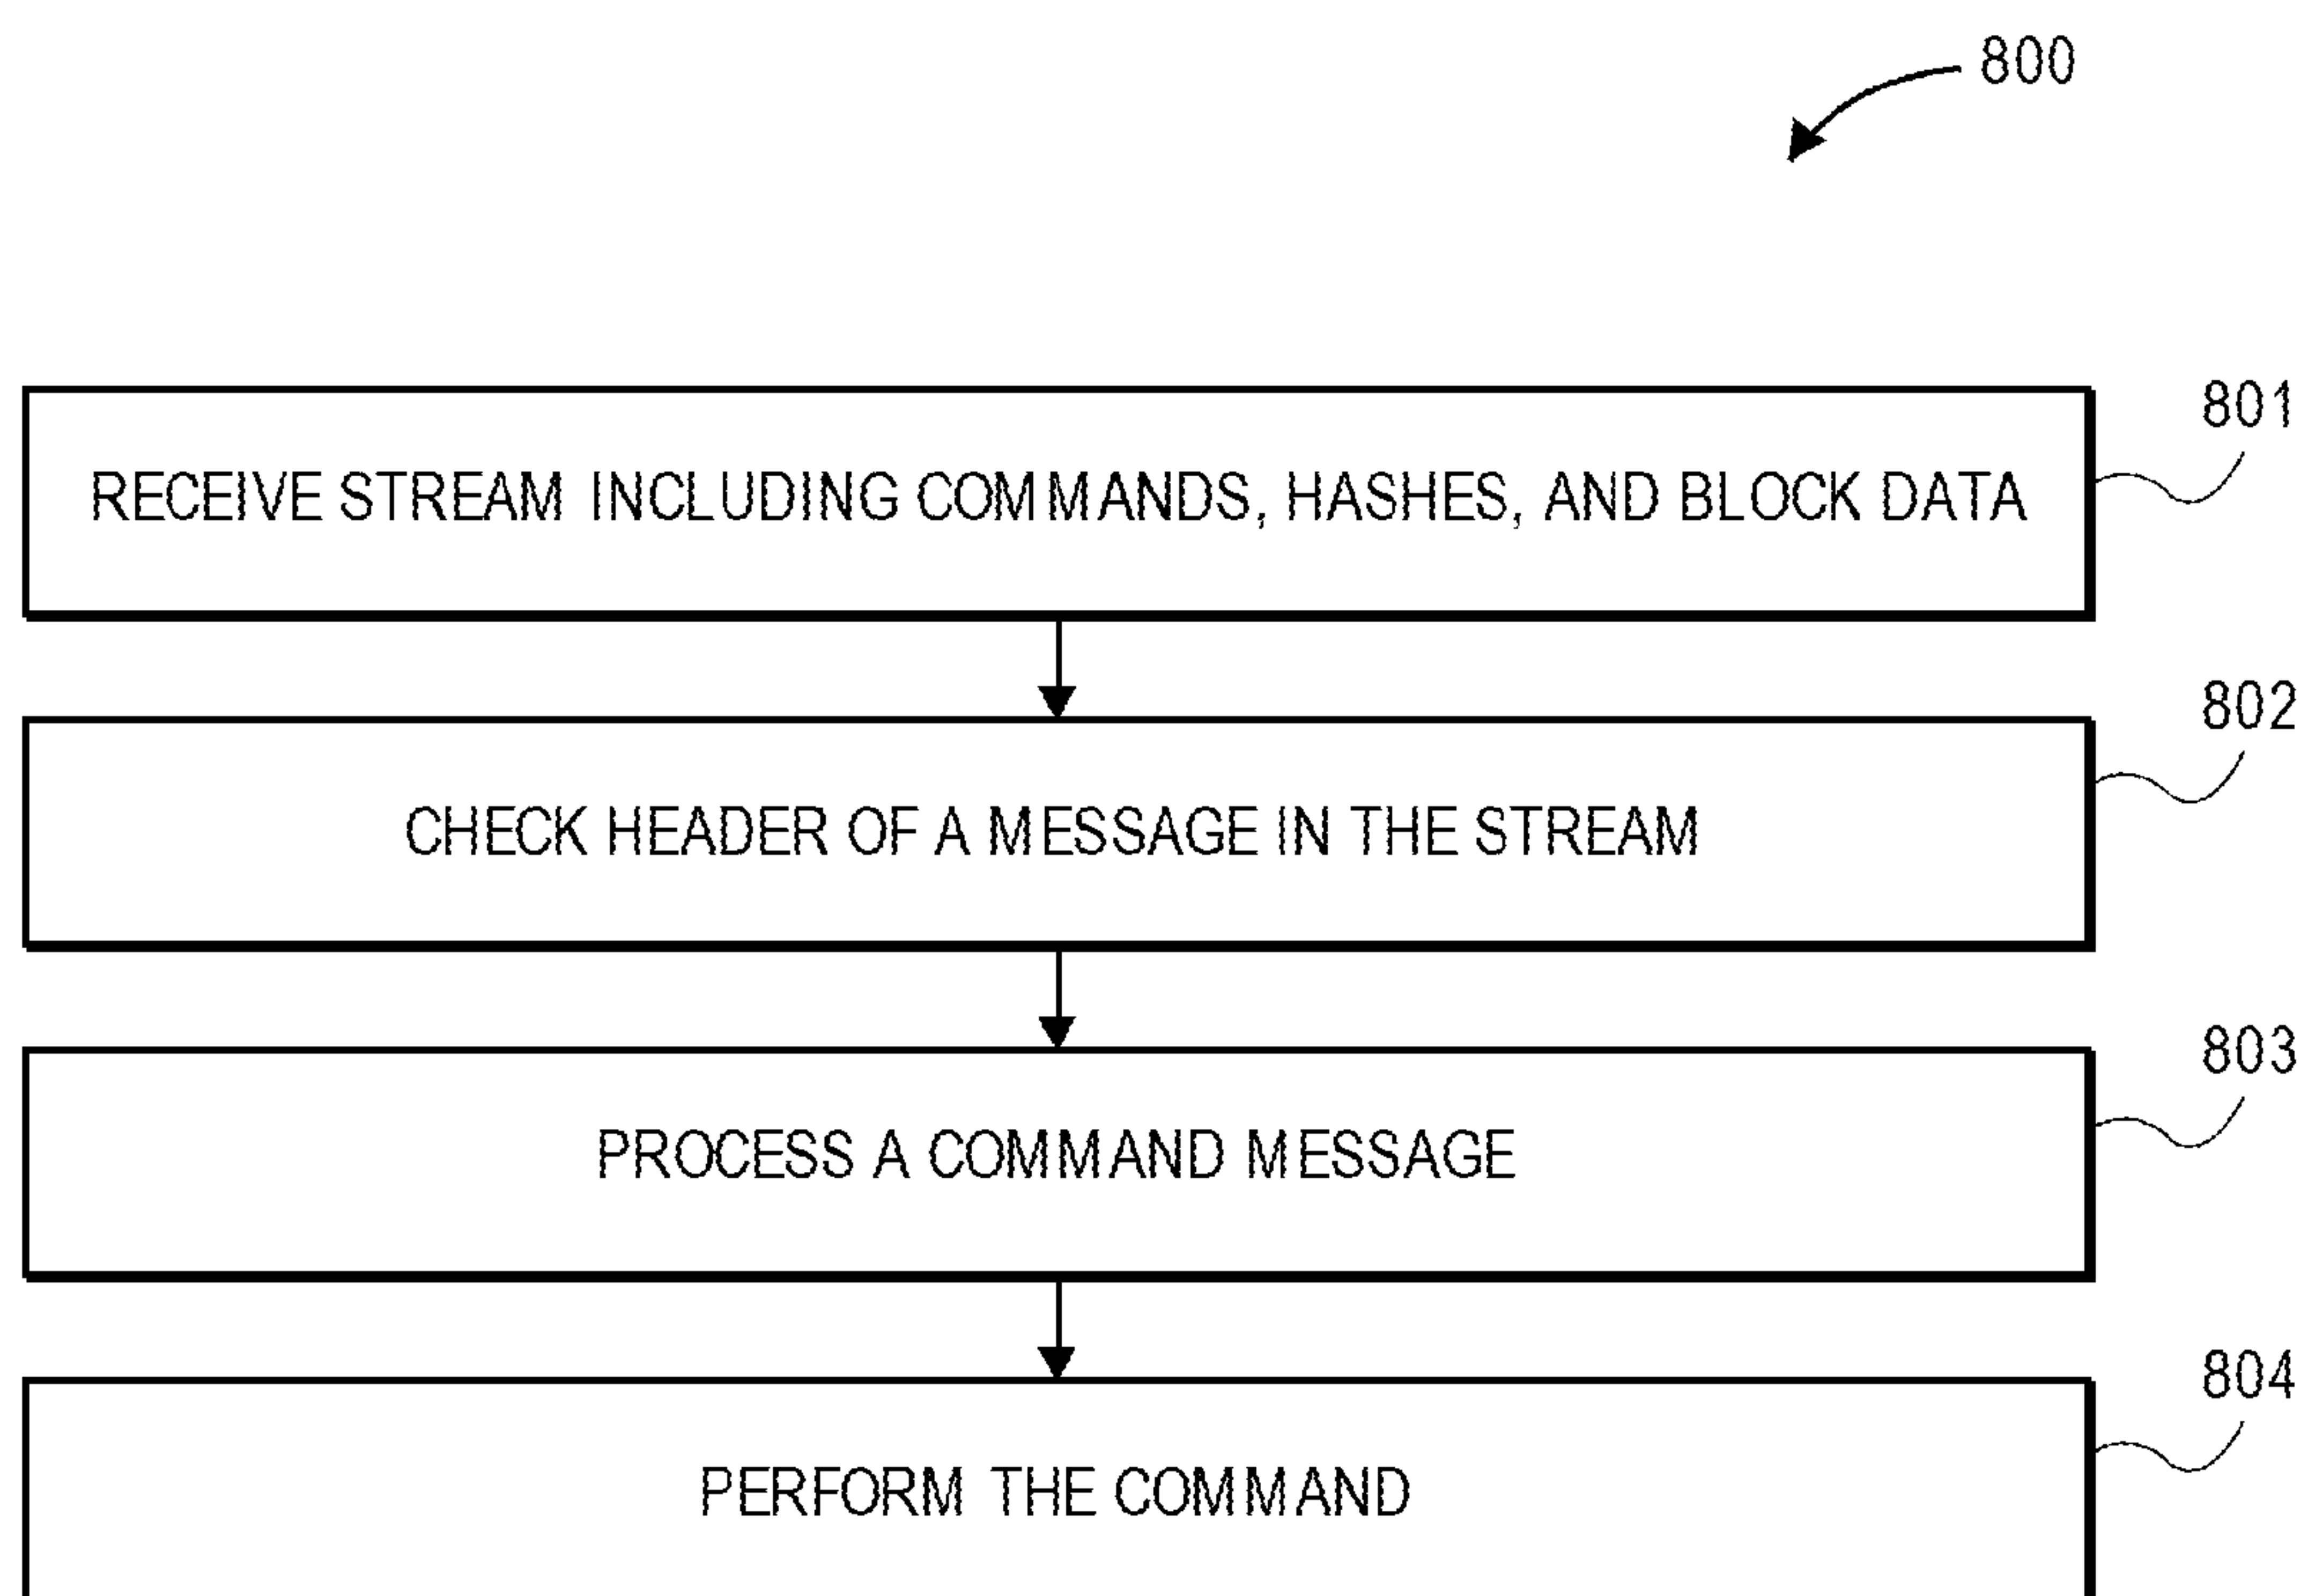 800
801
RECEIVE STREAM INCLUDING COMMANDS, HASHES, AND BLOCK DATA
802
CHECK HEADER OF A MESSAGE IN THE STREAM
803
PROCESS A COMMAND MESSAGE
804
PERFORM THE COMMAND